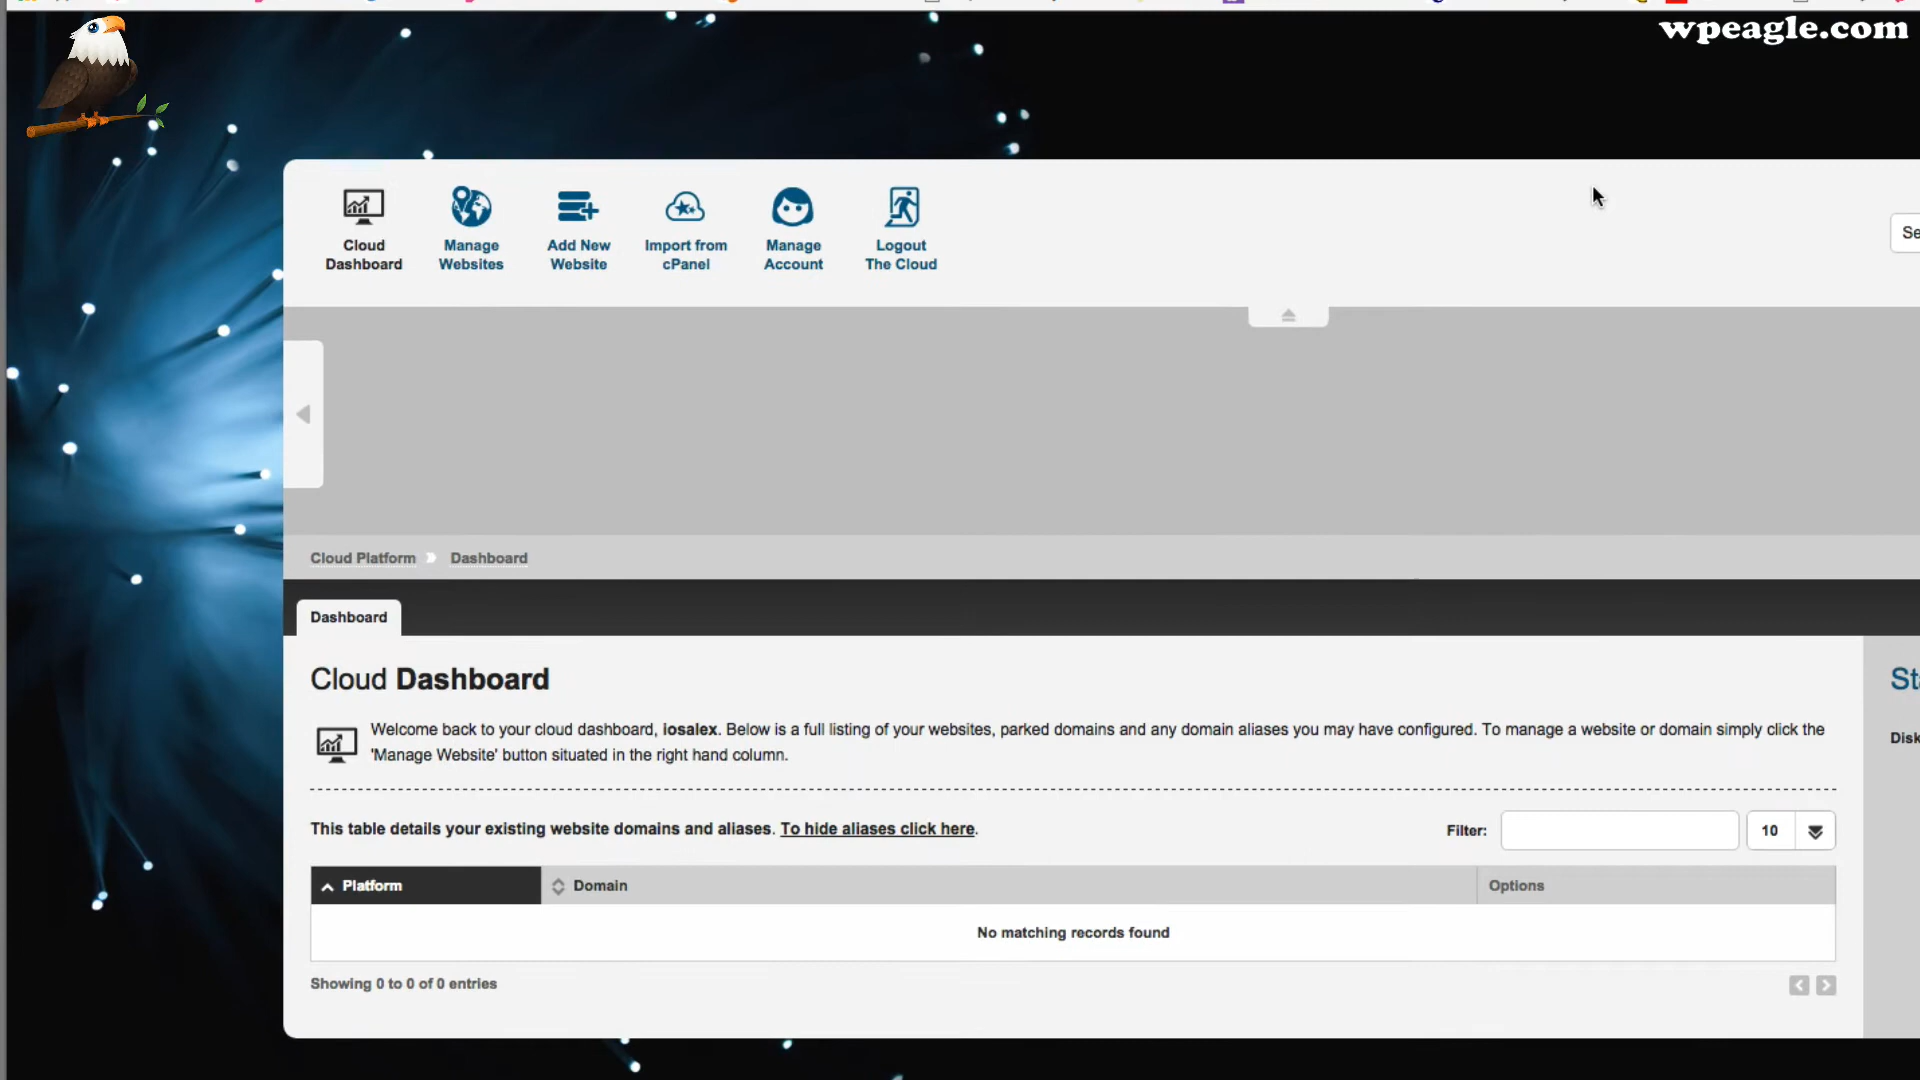 wpeagle.com
Cloud Dashboard
Manage Websites
Add New Website
Import from cPanel
Manage Account
Logout The Cloud
Se
Cloud Platform
Dashboard
Dashboard
Cloud Dashboard
St
Welcome back to your cloud dashboard, iosalex. Below is a full listing of your websites, parked domains and any domain aliases you may have configured. To manage a website or domain simply click the
'Manage Website' button situated in the right hand column.
Disk
This table details your existing website domains and aliases. To hide aliases click here.
Filter:
10
Platform
Domain
Options
No matching records found
Showing 0 to 0 of 0 entries